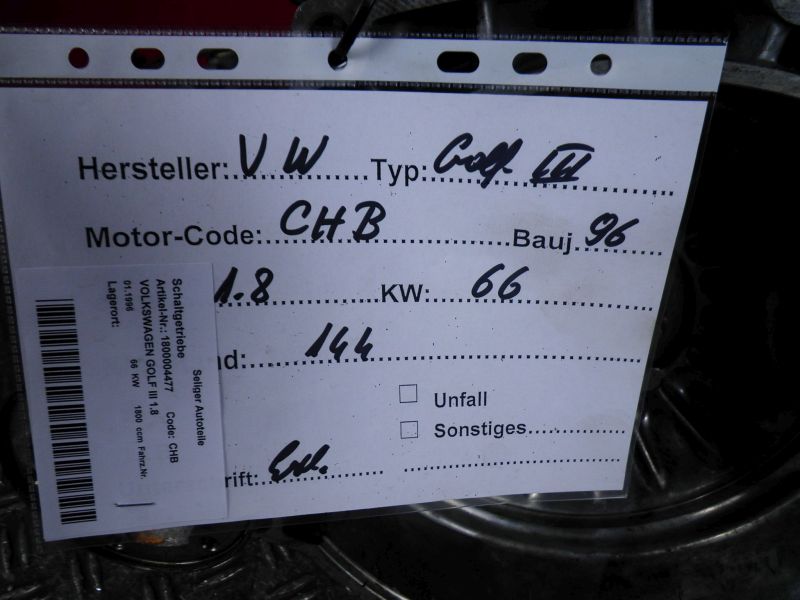 Hersteller: VW Typ: Golf III
Motor-Code: CHB Bauj 96
1.8 KW: 66
d: 144
Unfall
Sonstiges
rift:
Seliger Autoteile
Schaltgetriebe
Artikel-Nr.: 1800004477 Code: CHB
VOLKSWAGEN GOLF III 1,8
01.1996 66 KW 1800 ccm Fahrz.Nr.
Lagerort: